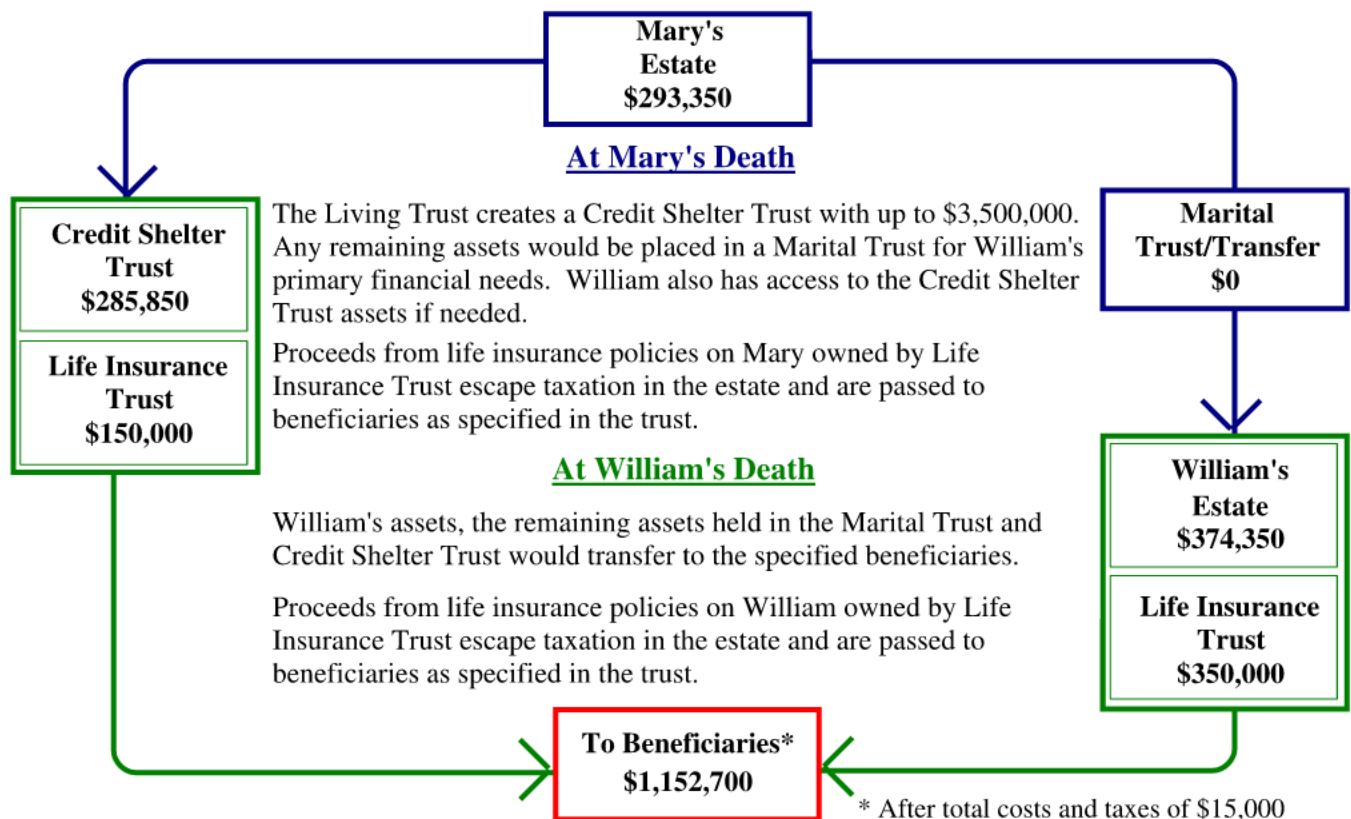 Mary's
Estate
$293,350
At Mary's Death
Credit Shelter
Trust
$285,850
Life Insurance
Trust
$150,000
The Living Trust creates a Credit Shelter Trust with up to $3,500,000.
Any remaining assets would be placed in a Marital Trust for William's
primary financial needs.  William also has access to the Credit Shelter
Trust assets if needed.
Proceeds from life insurance policies on Mary owned by Life
Insurance Trust escape taxation in the estate and are passed to
beneficiaries as specified in the trust.
Marital
Trust/Transfer
$0
At William's Death
William's assets, the remaining assets held in the Marital Trust and
Credit Shelter Trust would transfer to the specified beneficiaries.
Proceeds from life insurance policies on William owned by Life
Insurance Trust escape taxation in the estate and are passed to
beneficiaries as specified in the trust.
William's
Estate
$374,350
Life Insurance
Trust
$350,000
To Beneficiaries*
$1,152,700
* After total costs and taxes of $15,000